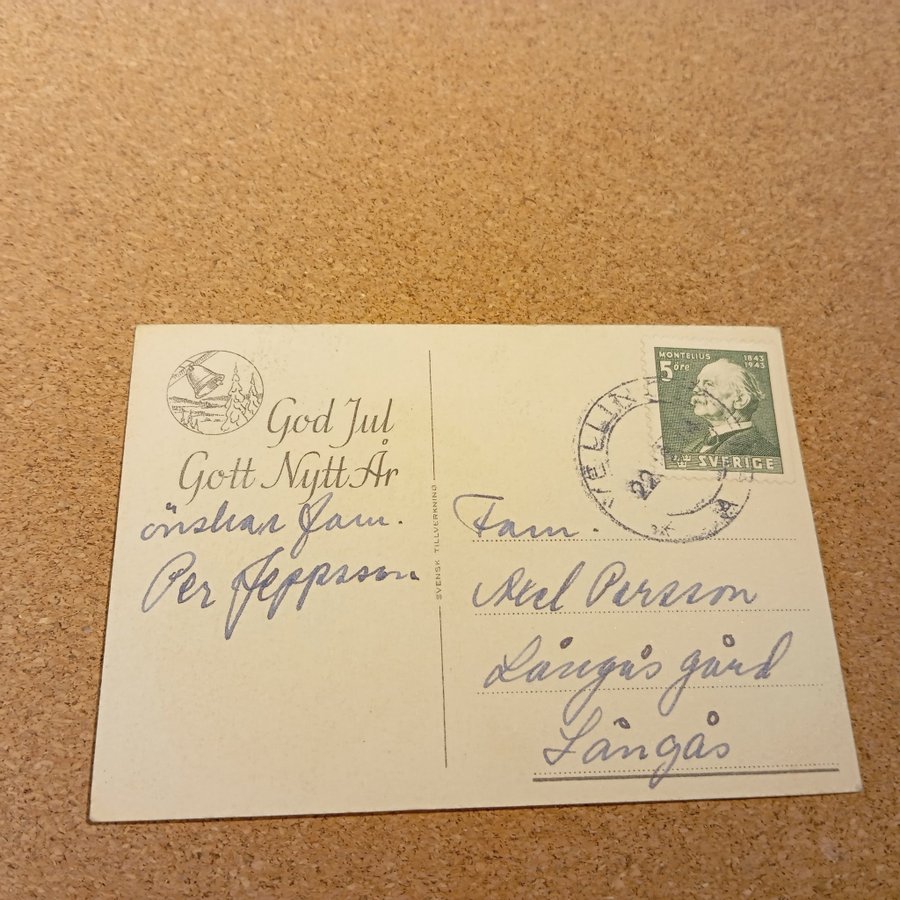 God Jul
Gott Nytt År
önskar fam.
Per Jeppsson
SVENSK TILLVERKNING
MONTELIUS 1843
1943
5 öre
SVERIGE
22
A
Fam.
Axel Persson
Långås gård
Långås